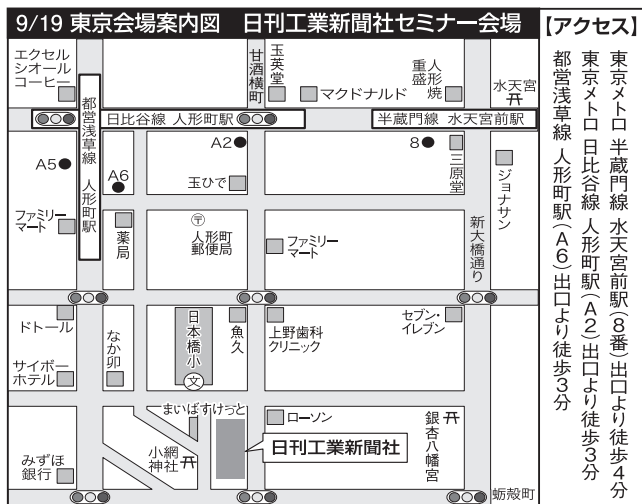 9/19 東京会場案内図 日刊工業新聞社セミナー会場
【アクセス】
東京メトロ 半蔵門線 水天宮前駅(8番)出口より徒歩4分
東京メトロ 日比谷線 人形町駅(A2)出口より徒歩3分
都営浅草線 人形町駅(A6)出口より徒歩3分
エクセル
シオール
コーヒー
甘酒横町
玉英堂
マクドナルド
人形焼
重盛
水天宮
都営浅草線 人形町駅
日比谷線 人形町駅
半蔵門線 水天宮前駅
A5
A6
A2
8
玉ひで
三原堂
ジョナサン
ファミリー
マート
薬局
〒
人形町
郵便局
ファミリー
マート
新大橋通り
ドトール
なか卯
日本橋小
文
魚久
上野歯科
クリニック
セブン・
イレブン
サイボー
ホテル
まいばすけっと
ローソン
銀杏八幡宮
小網
神社
日刊工業新聞社
みずほ
銀行
蛎殻町